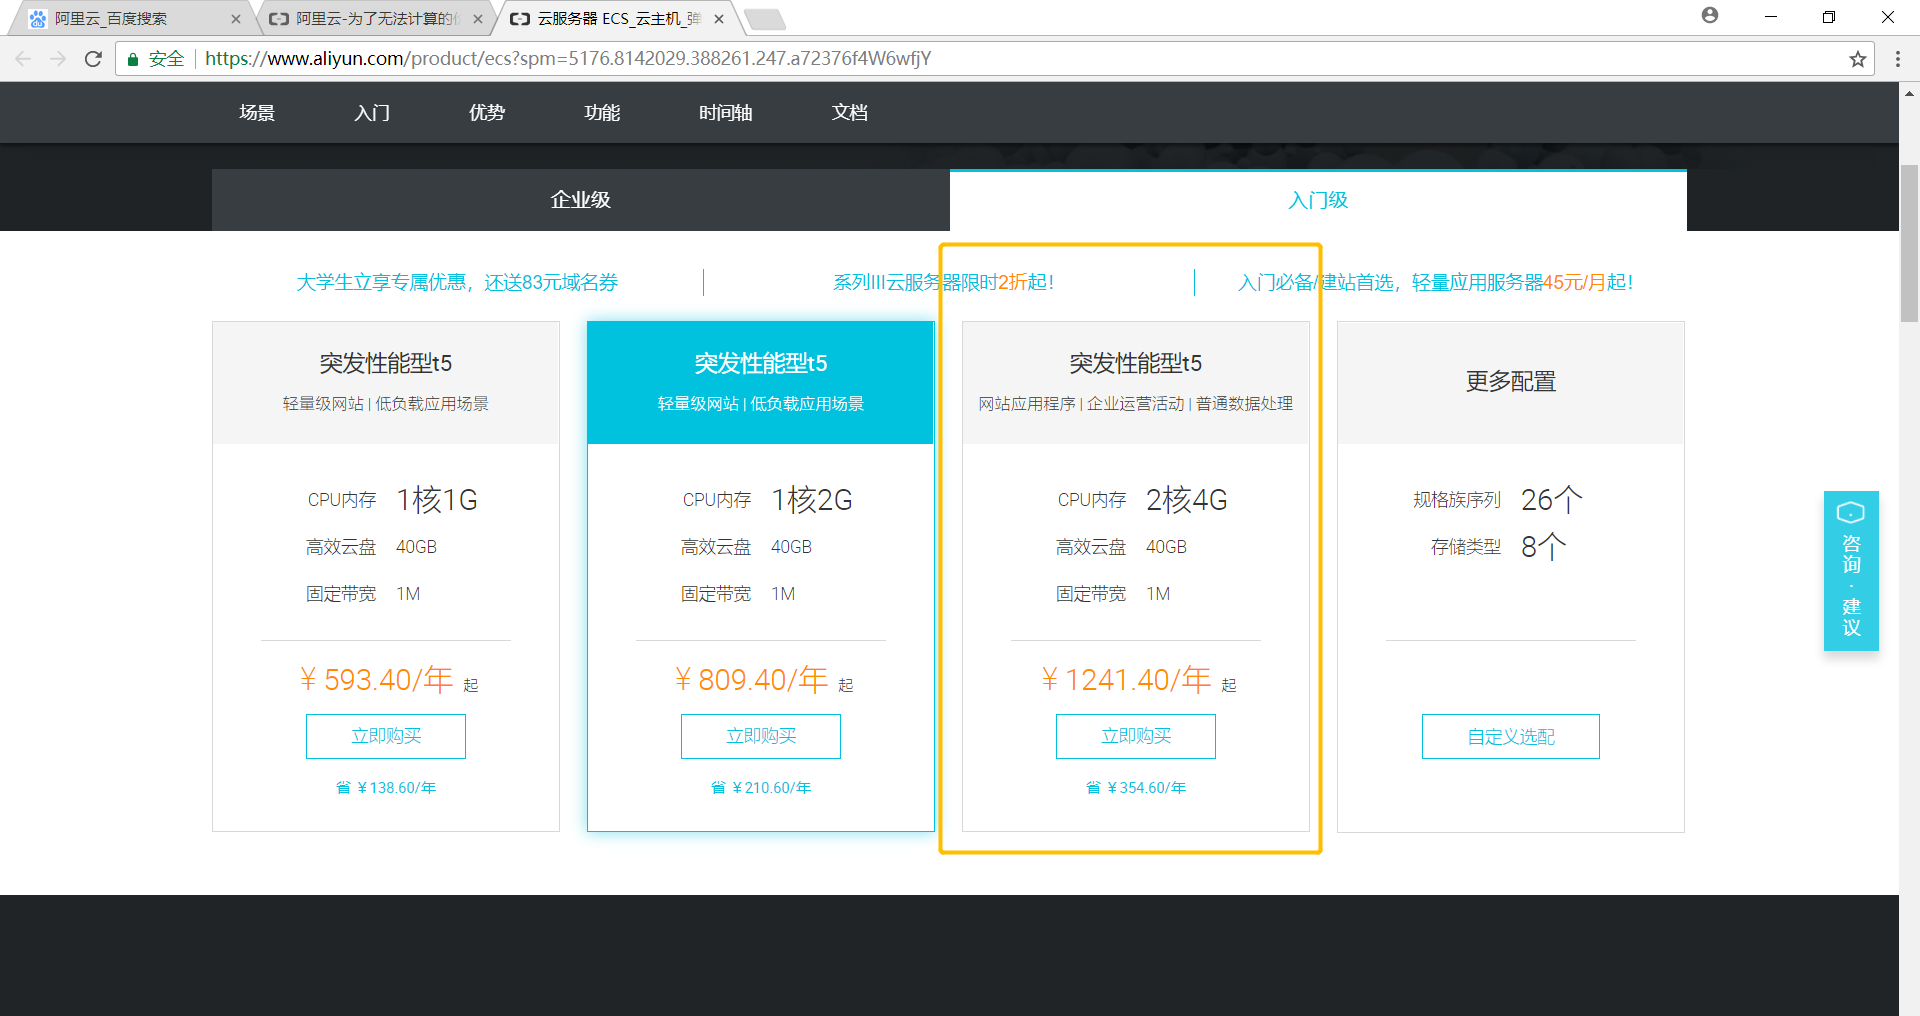 阿里云_百度搜索
阿里云-为了无法计算的
云服务器 ECS_云主机_弹
安全
https://www.aliyun.com/product/ecs?spm=5176.8142029.388261.247.a72376f4W6wfjY
场景 入门 优势 功能 时间轴 文档
企业级 入门级
大学生立享专属优惠，还送83元域名券
系列III云服务器限时2折起!
入门必备/建站首选，轻量应用服务器45元/月起!
突发性能型t5
轻量级网站 | 低负载应用场景
CPU内存 1核1G
高效云盘 40GB
固定带宽 1M
¥ 593.40/年 起
立即购买
省 ¥138.60/年
突发性能型t5
轻量级网站 | 低负载应用场景
CPU内存 1核2G
高效云盘 40GB
固定带宽 1M
¥ 809.40/年 起
立即购买
省 ¥210.60/年
突发性能型t5
网站应用程序 | 企业运营活动 | 普通数据处理
CPU内存 2核4G
高效云盘 40GB
固定带宽 1M
¥ 1241.40/年 起
立即购买
省 ¥354.60/年
更多配置
规格族序列 26个
存储类型 8个
自定义选配
咨询·建议